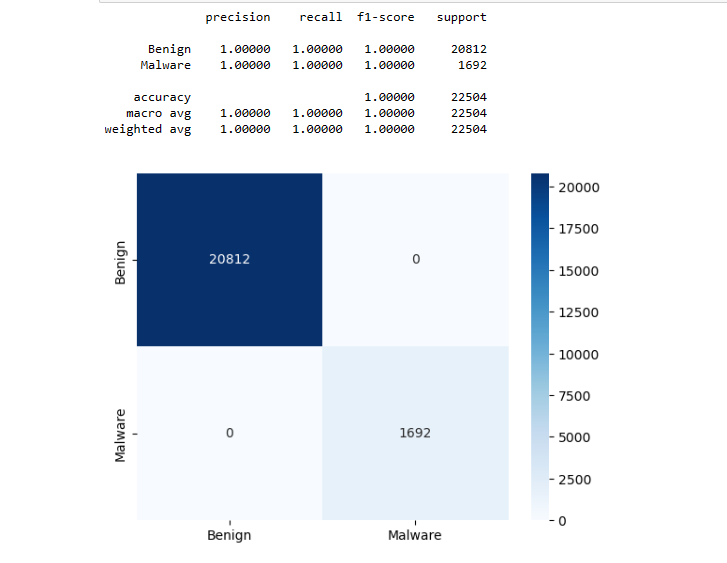 precision recall f1-score support
Benign 1.00000 1.00000 1.00000 20812
Malware 1.00000 1.00000 1.00000 1692
accuracy 1.00000 22504
macro avg 1.00000 1.00000 1.00000 22504
weighted avg 1.00000 1.00000 1.00000 22504
Benign
20812
0
Malware
0
1692
Benign
Malware
20000
17500
15000
12500
10000
7500
5000
2500
0